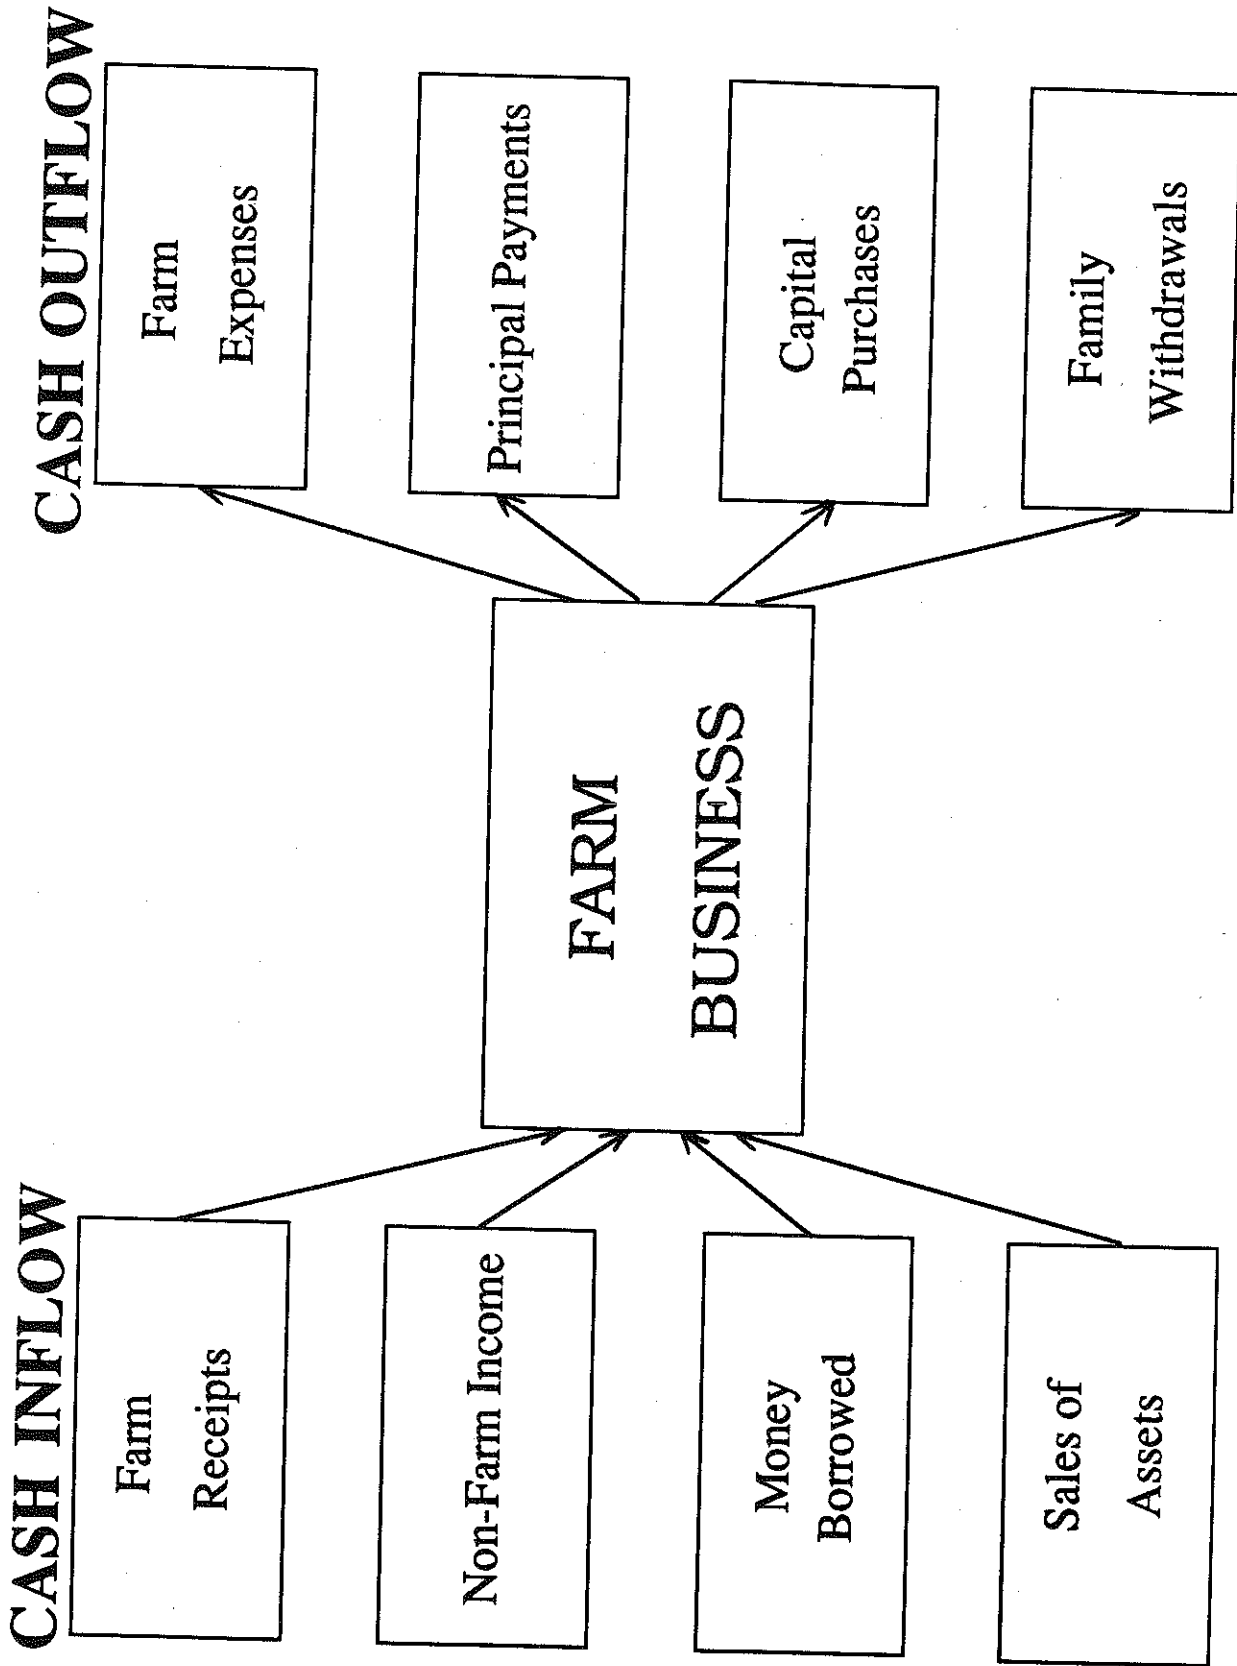 CASH INFLOW
CASH OUTFLOW
Farm
Receipts
Non-Farm Income
Money
Borrowed
Sales of
Assets
FARM
BUSINESS
Farm
Expenses
Principal Payments
Capital
Purchases
Family
Withdrawals